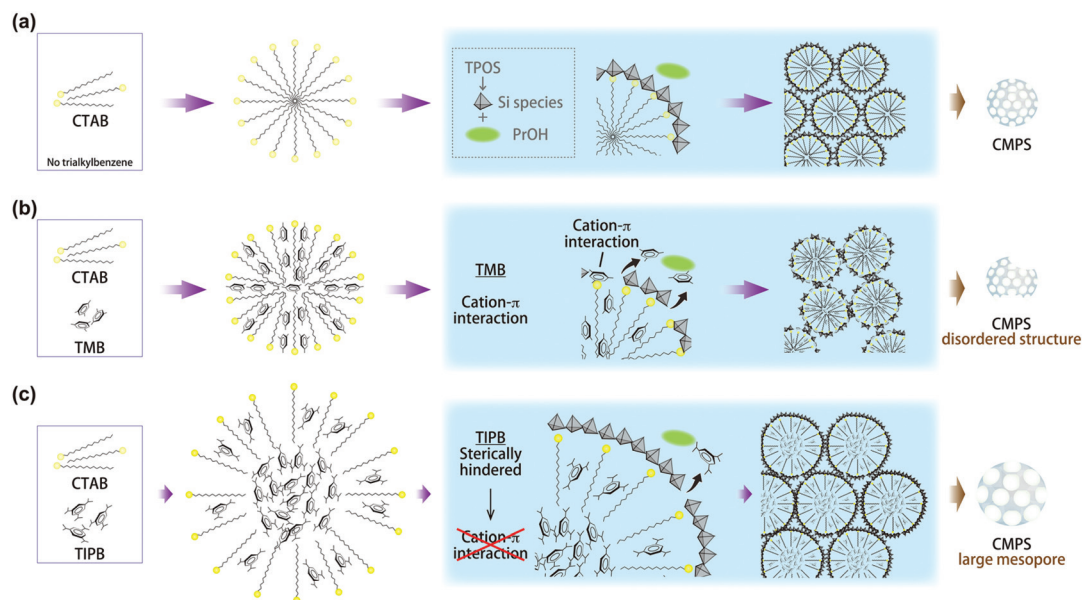 (a)
CTAB
No trialkylbenzene
TPOS
Si species
+
PrOH
CMPS
(b)
CTAB
TMB
TMB
Cation-π
interaction
Cation-π
interaction
CMPS
disordered structure
(c)
CTAB
TIPB
TIPB
Sterically
hindered
Cation-π
interaction
CMPS
large mesopore